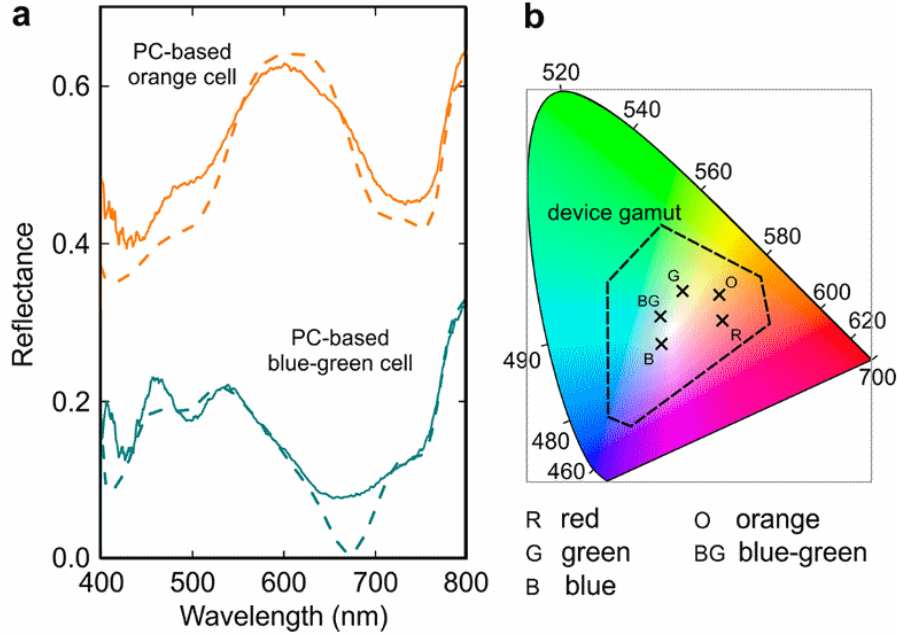 a
PC-based
orange cell
PC-based
blue-green cell
Reflectance
0.6
0.4
0.2
0.0
400 500 600 700 800
Wavelength (nm)
b
520
540
560
580
600
620
700
490
480
460
device gamut
G
O
BG
R
B
R red
O orange
G green
BG blue-green
B blue